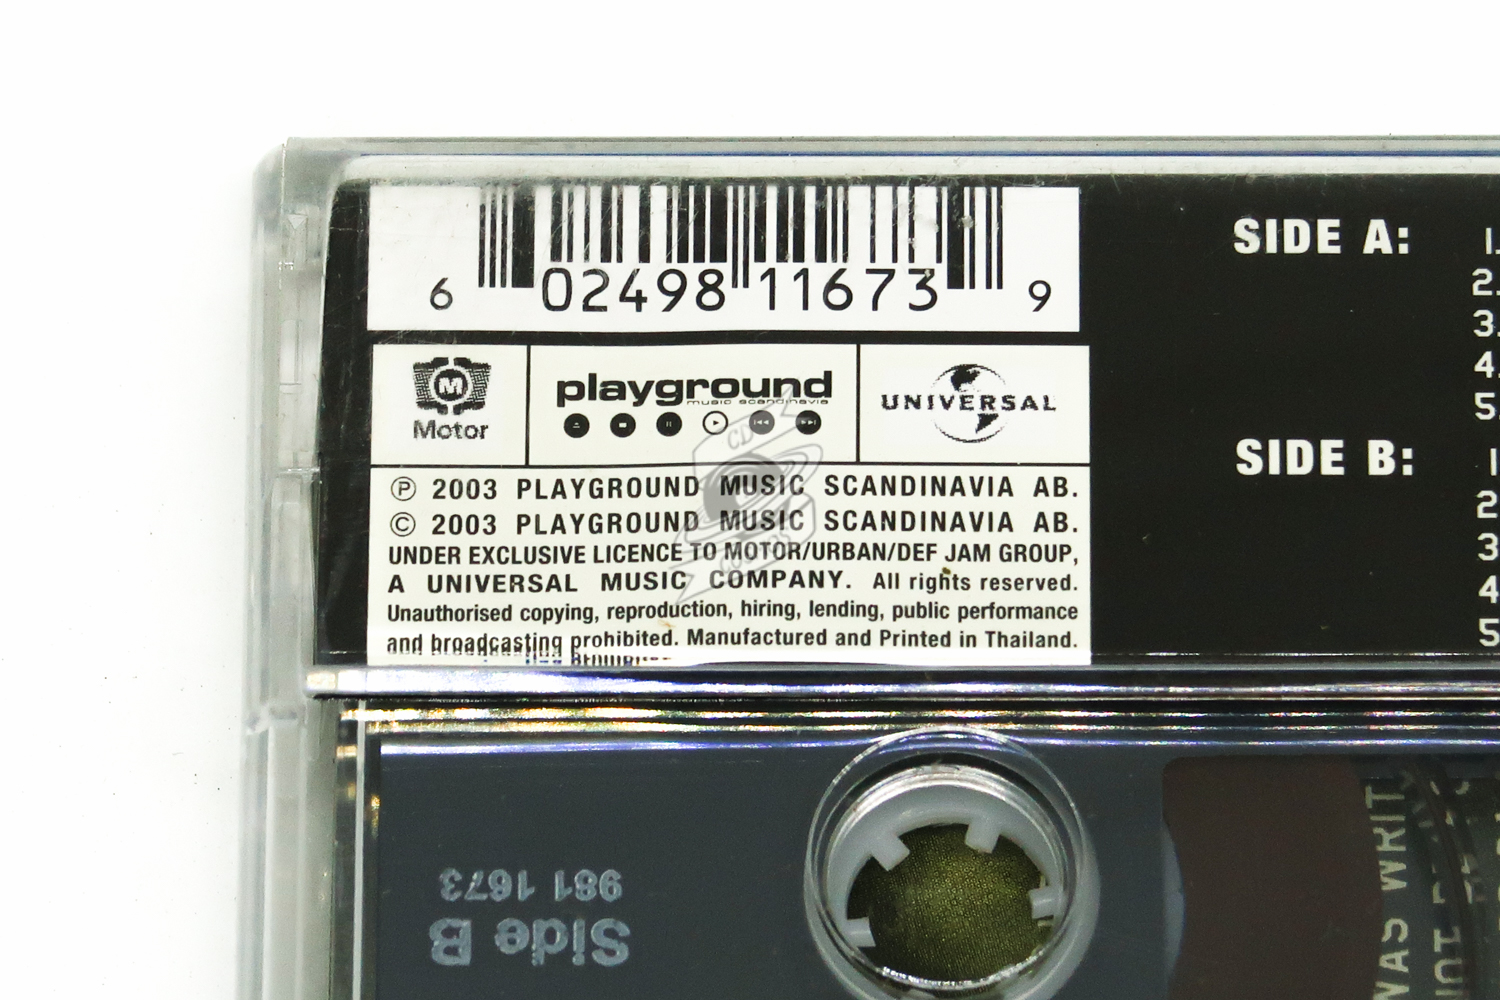 6 02498 11673 9
SIDE A:
1.
2.
3.
4.
5.
M
Motor
playground
music scandinavia
UNIVERSAL
SIDE B:
1
2
3
4
5
CD
Ⓟ 2003 PLAYGROUND MUSIC SCANDINAVIA AB.
© 2003 PLAYGROUND MUSIC SCANDINAVIA AB.
UNDER EXCLUSIVE LICENCE TO MOTOR/URBAN/DEF JAM GROUP,
A UNIVERSAL MUSIC COMPANY. All rights reserved.
Unauthorised copying, reproduction, hiring, lending, public performance
and broadcasting prohibited. Manufactured and Printed in Thailand.
Side B
981 1673
WAS WRIT